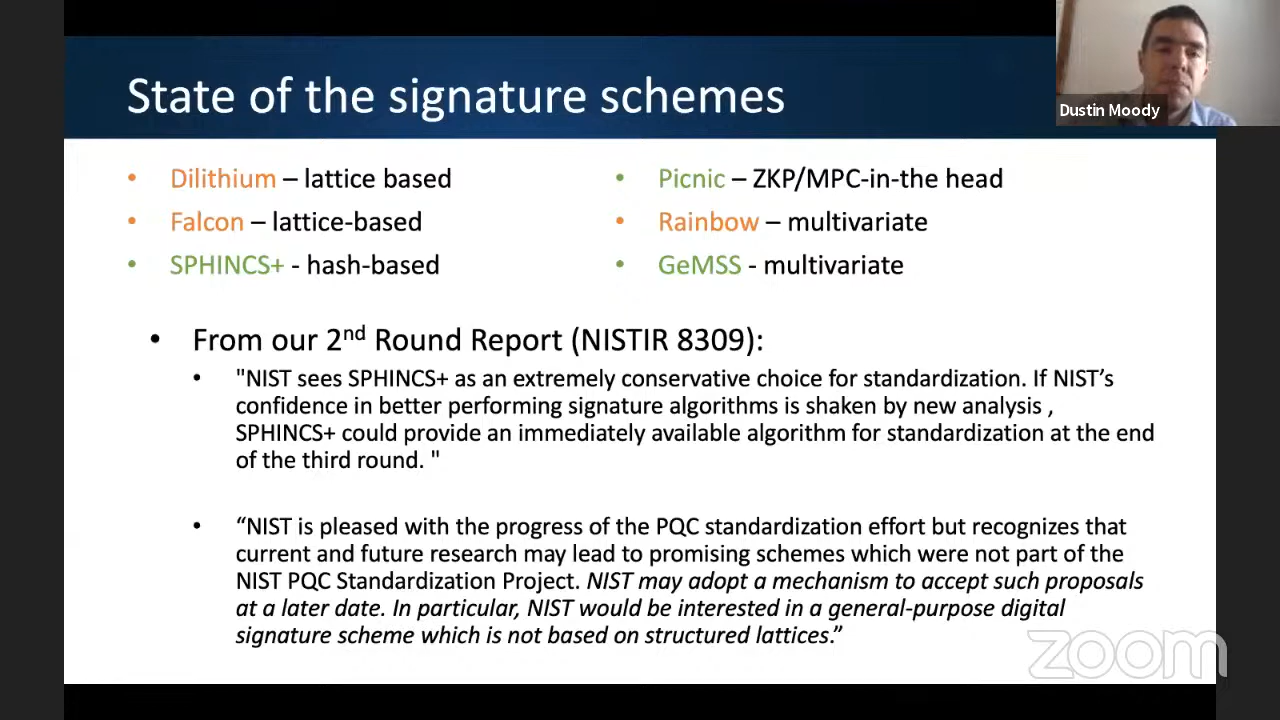 State of the signature schemes
Dustin Moody
• Dilithium – lattice based
• Falcon – lattice-based
• SPHINCS+ - hash-based
• Picnic – ZKP/MPC-in-the head
• Rainbow – multivariate
• GeMSS - multivariate
• From our 2nd Round Report (NISTIR 8309):
• "NIST sees SPHINCS+ as an extremely conservative choice for standardization. If NIST’s
confidence in better performing signature algorithms is shaken by new analysis ,
SPHINCS+ could provide an immediately available algorithm for standardization at the end
of the third round. "
• “NIST is pleased with the progress of the PQC standardization effort but recognizes that
current and future research may lead to promising schemes which were not part of the
NIST PQC Standardization Project. NIST may adopt a mechanism to accept such proposals
at a later date. In particular, NIST would be interested in a general-purpose digital
signature scheme which is not based on structured lattices.”
zoom